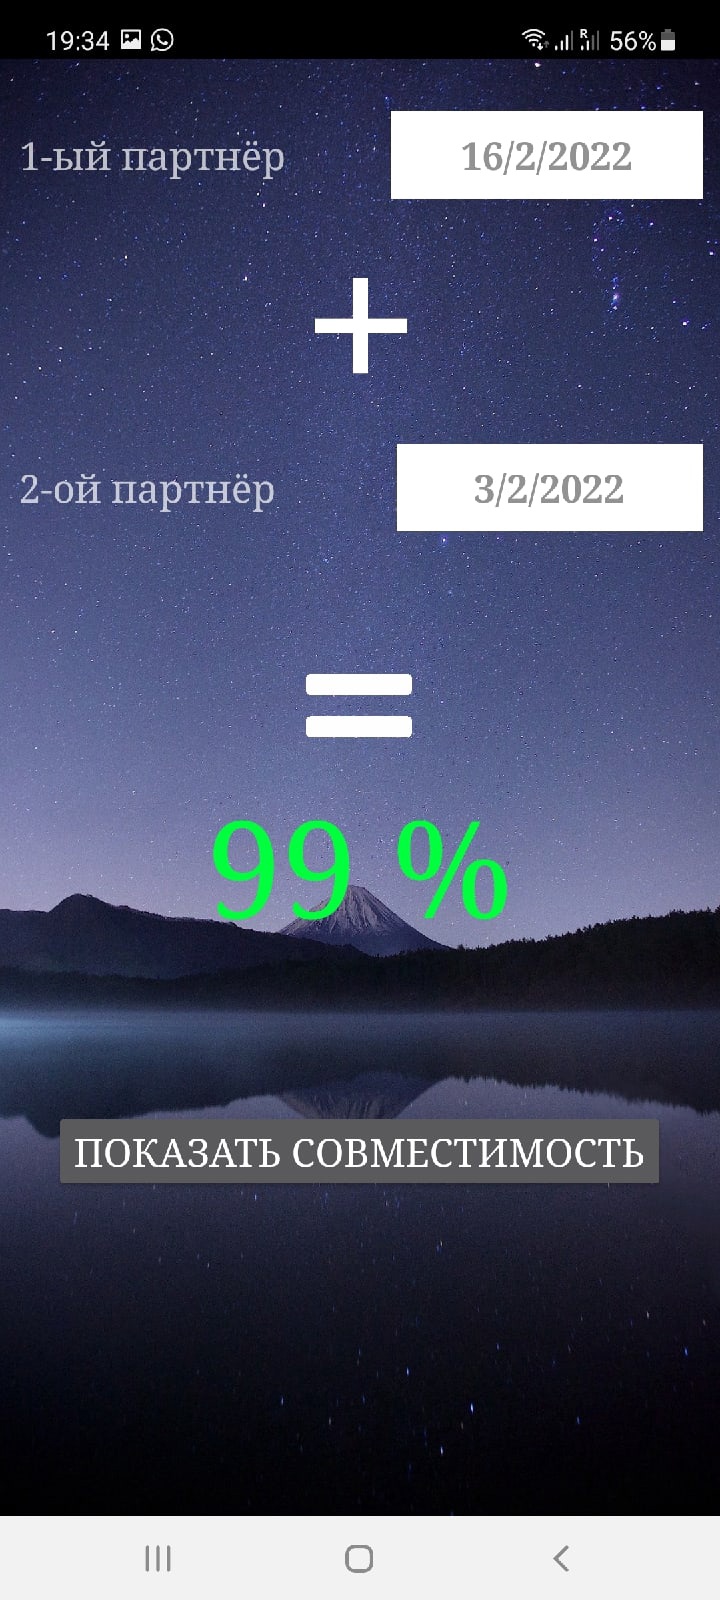 19:34 56%
1-ый партнёр 16/2/2022
+
2-ой партнёр 3/2/2022
=
99 %
ПОКАЗАТЬ СОВМЕСТИМОСТЬ